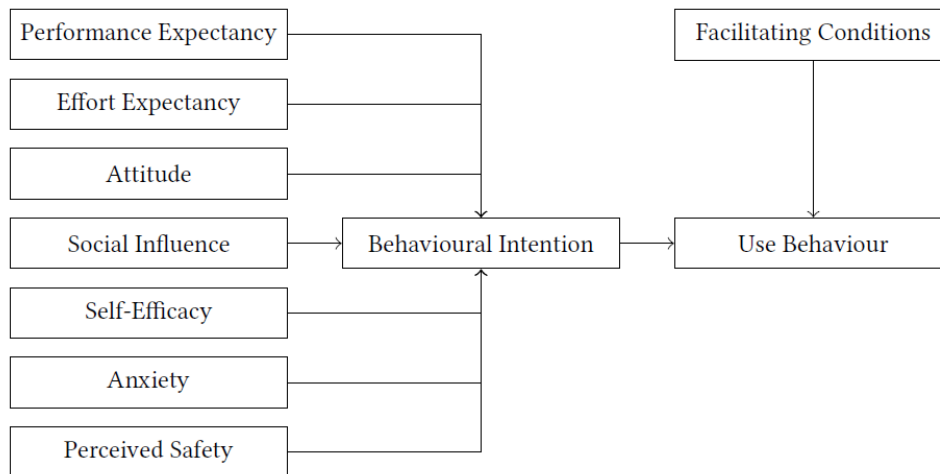 Performance Expectancy
Facilitating Conditions
Effort Expectancy
Attitude
Social Influence
Behavioural Intention
Use Behaviour
Self-Efficacy
Anxiety
Perceived Safety